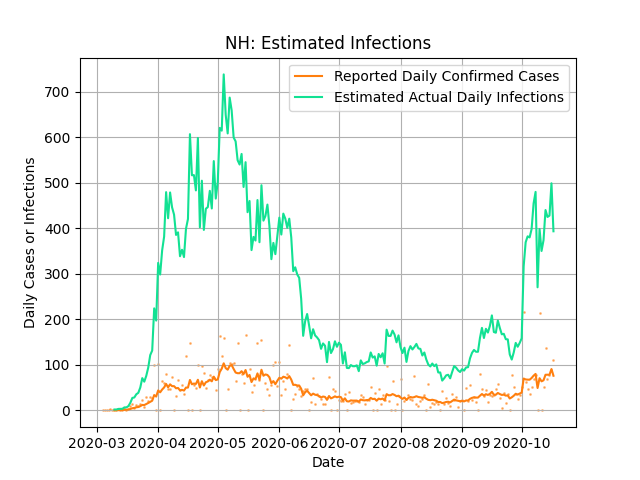 NH: Estimated Infections
Reported Daily Confirmed Cases
Estimated Actual Daily Infections
Daily Cases or Infections
700
600
500
400
300
200
100
0
2020-03 2020-04 2020-05 2020-06 2020-07 2020-08 2020-09 2020-10
Date